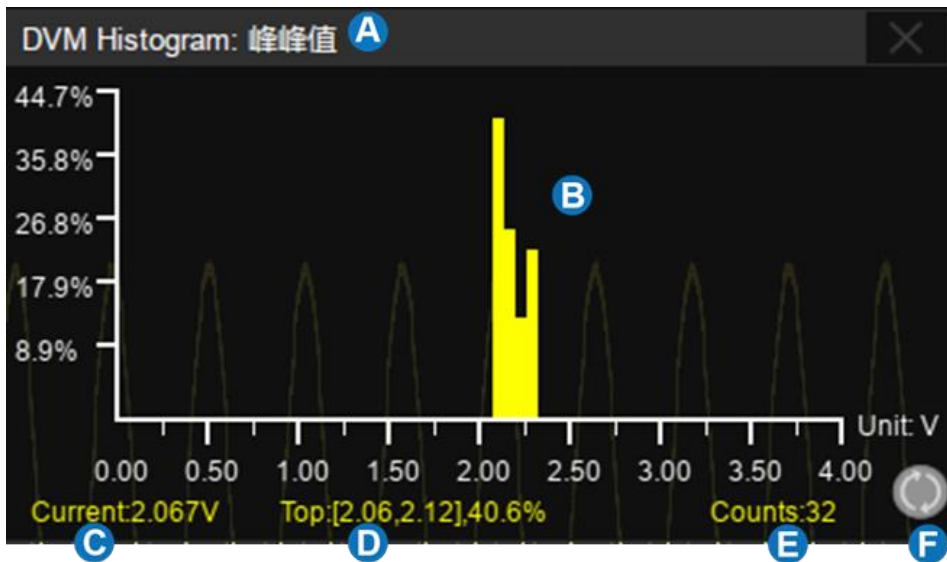 DVM Histogram: 峰峰值 A
44.7%
35.8%
B
26.8%
17.9%
8.9%
Unit: V
0.00 0.50 1.00 1.50 2.00 2.50 3.00 3.50 4.00
Current:2.067V Top:[2.06,2.12],40.6% Counts:32
C D E F